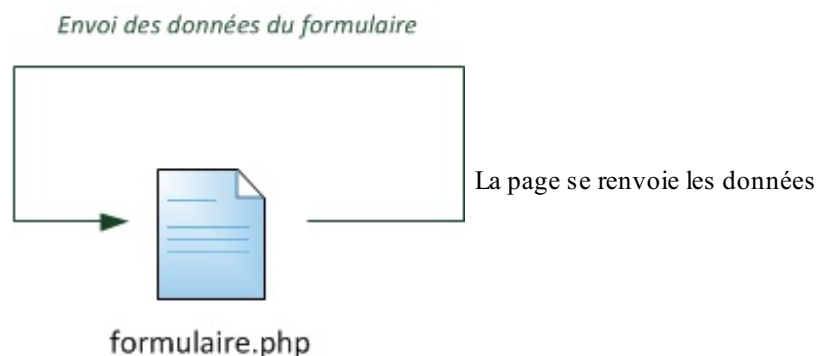 Envoi des données du formulaire
La page se renvoie les données
formulaire.php